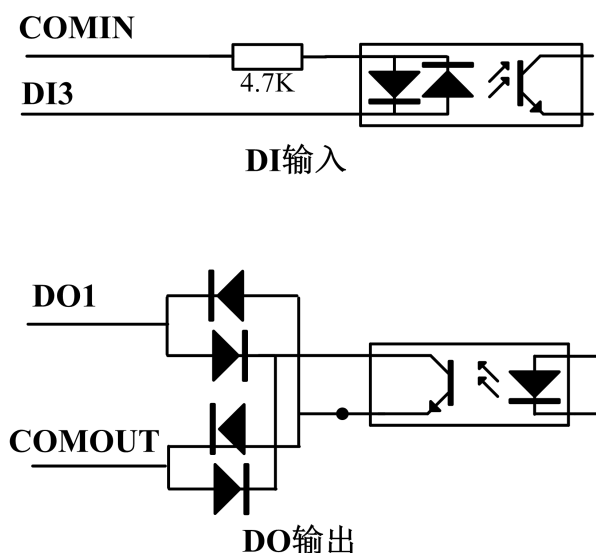 COMIN
4.7K
DI3
DI输入
DO1
COMOUT
DO输出